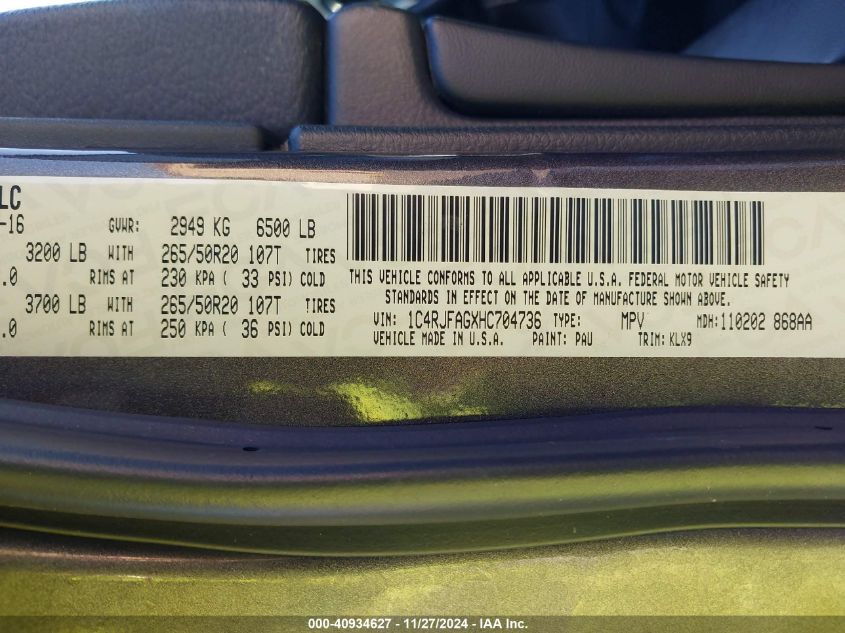 LC
-16 GVWR: 2949 KG 6500 LB
3200 LB WITH 265/50R20 107T TIRES
.0 RIMS AT 230 KPA ( 33 PSI) COLD
3700 LB WITH 265/50R20 107T TIRES
.0 RIMS AT 250 KPA ( 36 PSI) COLD
THIS VEHICLE CONFORMS TO ALL APPLICABLE U.S.A. FEDERAL MOTOR VEHICLE SAFETY
STANDARDS IN EFFECT ON THE DATE OF MANUFACTURE SHOWN ABOVE.
VIN: 1C4RJFAGXHC704736 TYPE: MPV MDH:110202 868AA
VEHICLE MADE IN U.S.A. PAINT: PAU TRIM: KLX9
000-40934627 - 11/27/2024 - IAA Inc.